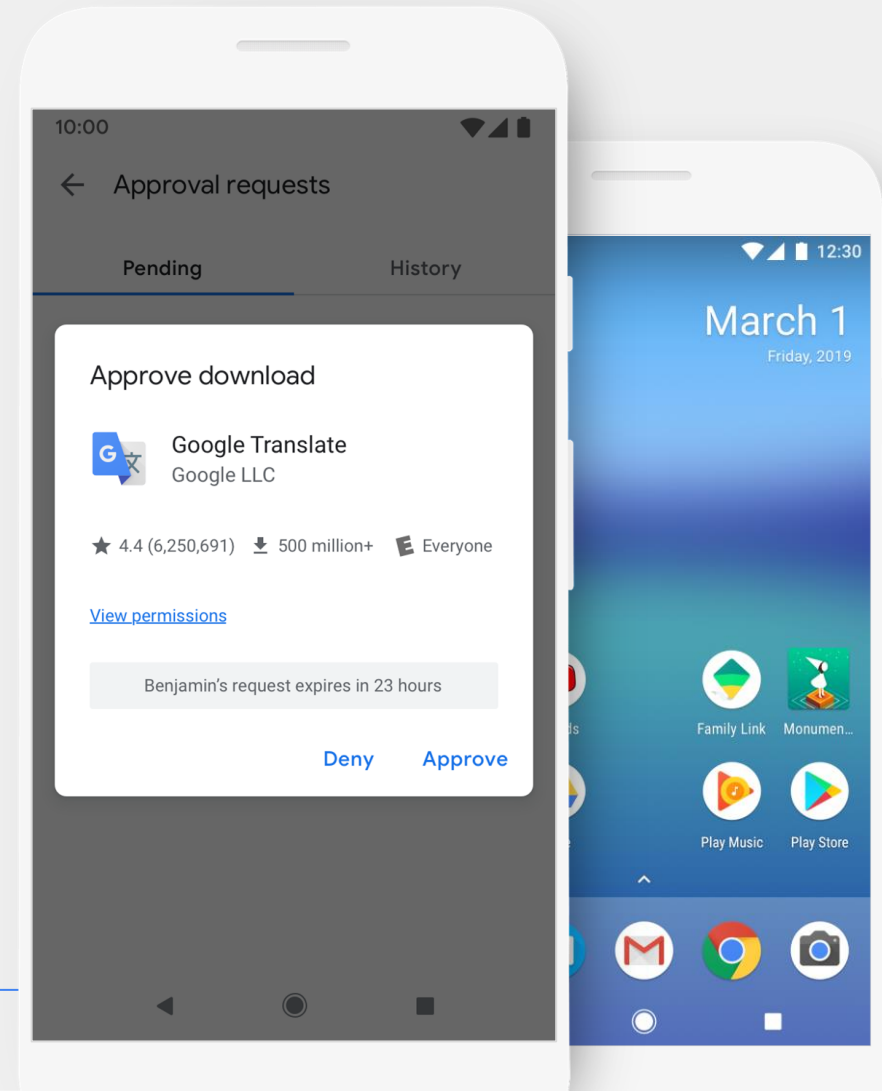 10:00
Approval requests
Pending History
Approve download
Google Translate
Google LLC
4.4 (6,250,691) 500 million+ E Everyone
View permissions
Benjamin's request expires in 23 hours
Deny Approve
12:30
March 1
Friday, 2019
Family Link Monumen...
Play Music Play Store